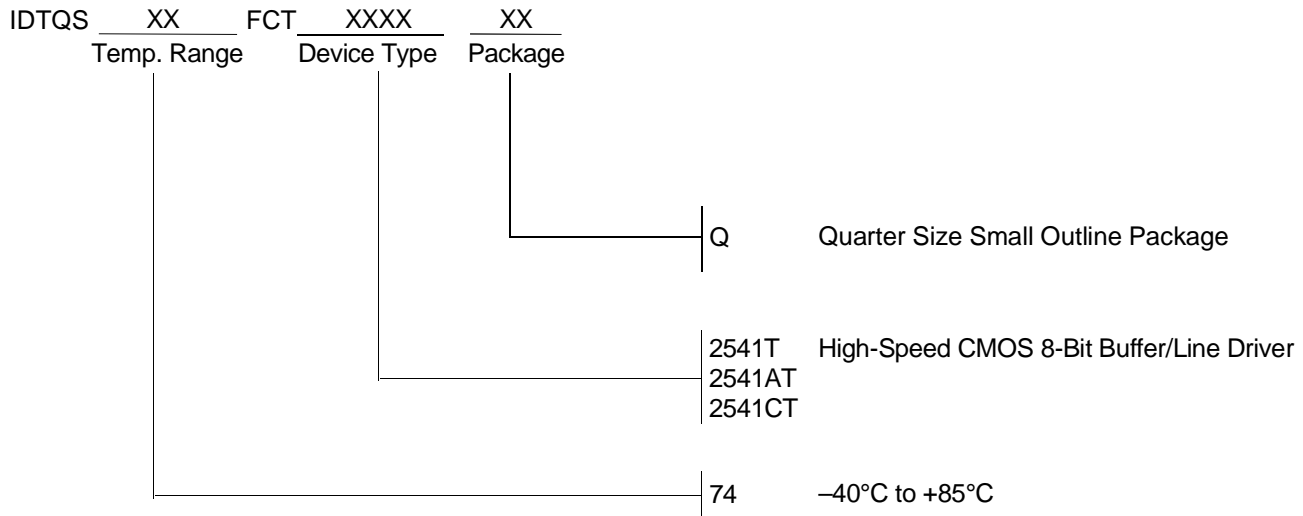 IDTQS XX FCT XXXX XX
Temp. Range Device Type Package
Q Quarter Size Small Outline Package
2541T High-Speed CMOS 8-Bit Buffer/Line Driver
2541AT
2541CT
74 –40°C to +85°C